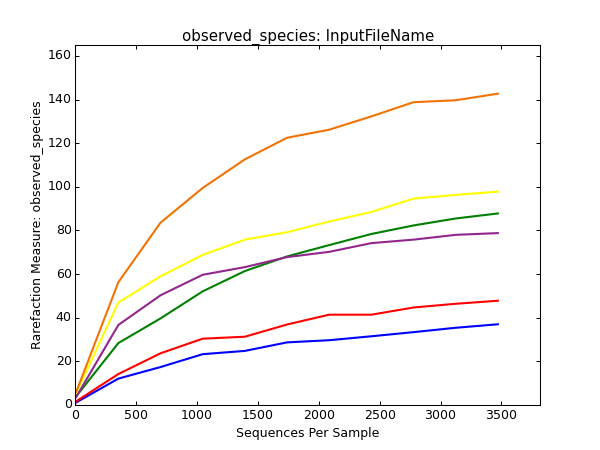 observed_species: InputFileName
Rarefaction Measure: observed_species
160
140
120
100
80
60
40
20
0
0 500 1000 1500 2000 2500 3000 3500
Sequences Per Sample